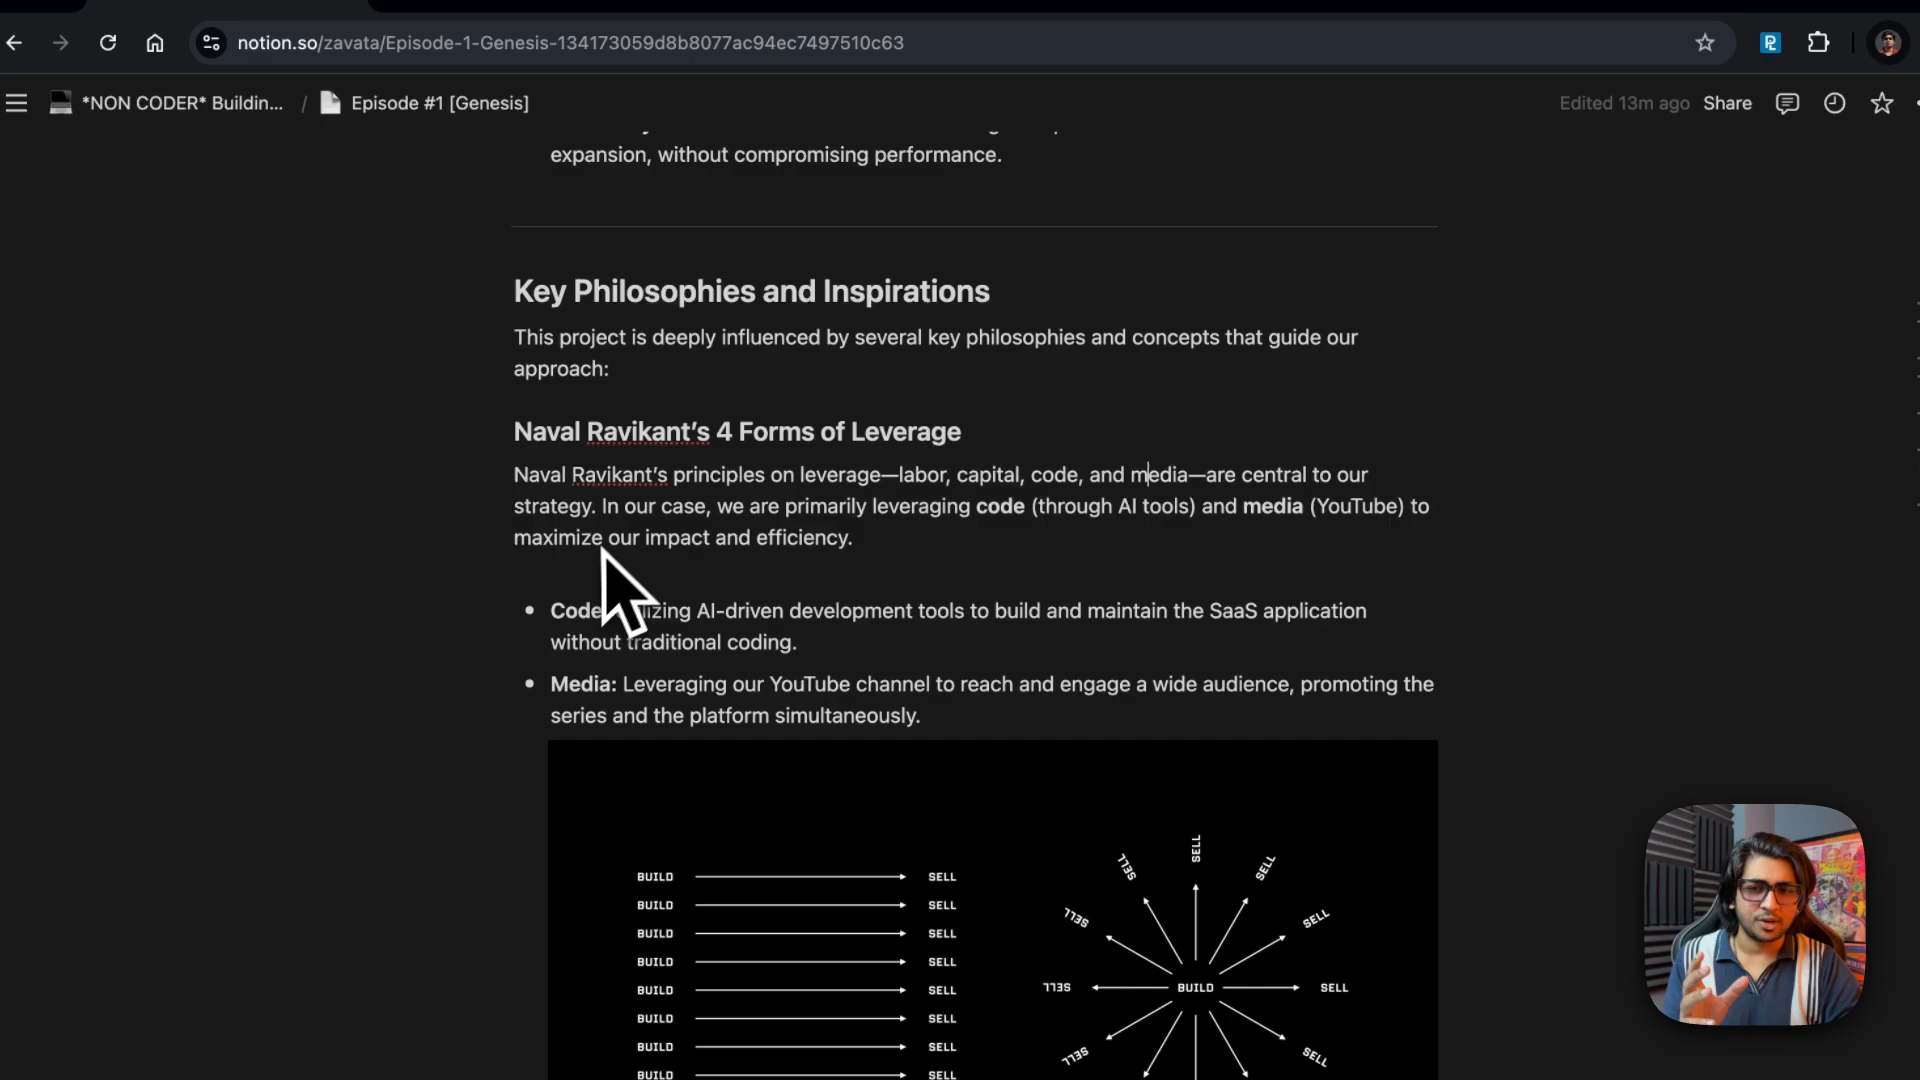 notion.so/zavata/Episode-1-Genesis-134173059d8b8077ac94ec7497510c63
*NON CODER* Buildin... / Episode #1 [Genesis]
Edited 13m ago Share
expansion, without compromising performance.
Key Philosophies and Inspirations
This project is deeply influenced by several key philosophies and concepts that guide our
approach:
Naval Ravikant’s 4 Forms of Leverage
Naval Ravikant’s principles on leverage—labor, capital, code, and media—are central to our
strategy. In our case, we are primarily leveraging code (through AI tools) and media (YouTube) to
maximize our impact and efficiency.
• Code AI-driven development tools to build and maintain the SaaS application
without traditional coding.
• Media: Leveraging our YouTube channel to reach and engage a wide audience, promoting the
series and the platform simultaneously.
BUILD SELL
BUILD SELL
BUILD SELL
BUILD SELL
BUILD SELL
BUILD SELL
BUILD SELL
BUILD SELL
SELL
SELL
SELL
SELL
SELL
SELL
BUILD
SELL
SELL
SELL